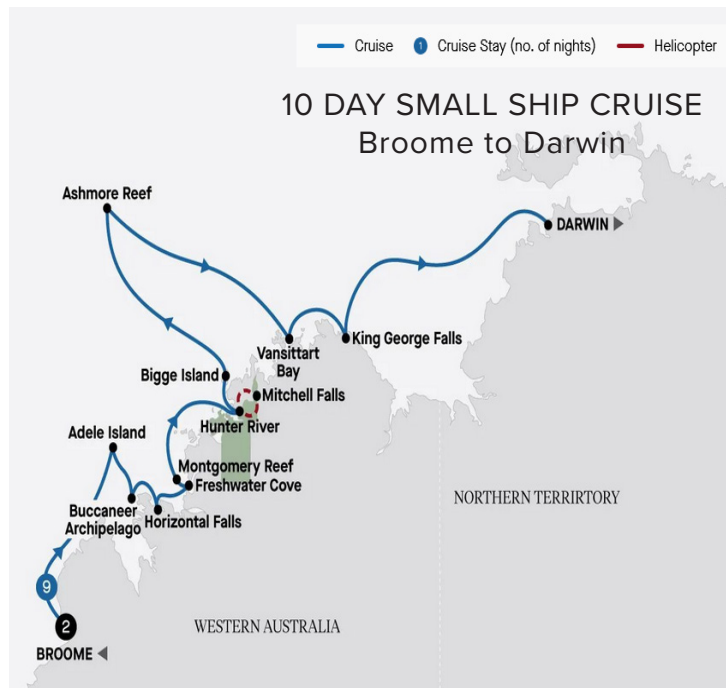 Cruise
1
Cruise Stay (no. of nights)
Helicopter
10 DAY SMALL SHIP CRUISE
Broome to Darwin
Ashmore Reef
DARWIN
King George Falls
Vansittart
Bay
Bigge Island
Mitchell Falls
Hunter River
Adele Island
Montgomery Reef
Freshwater Cove
Buccaneer
Archipelago
Horizontal Falls
NORTHERN TERRIRTORY
9
2
WESTERN AUSTRALIA
BROOME